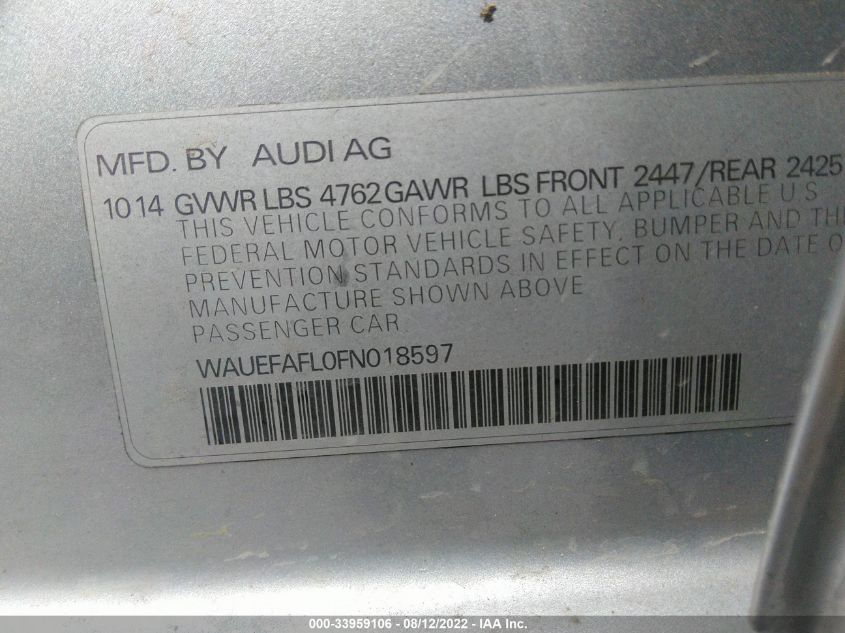 MFD. BY AUDI AG
1014 GVWR LBS 4762 GAWR LBS FRONT 2447/REAR 2425
THIS VEHICLE CONFORMS TO ALL APPLICABLE U S
FEDERAL MOTOR VEHICLE SAFETY, BUMPER AND
PREVENTION STANDARDS IN EFFECT ON THE DATE
MANUFACTURE SHOWN ABOVE
PASSENGER CAR
WAUEFAFL0FN018597
000-33959106 - 08/12/2022 - IAA Inc.